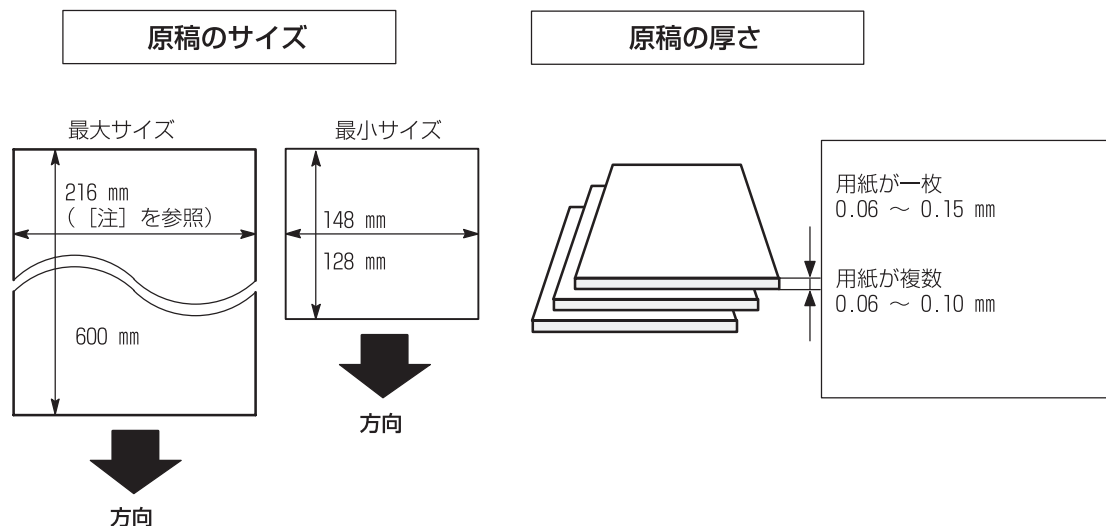 原稿のサイズ
最大サイズ
216 mm
(［注］を参照)
600 mm
方向
最小サイズ
148 mm
128 mm
方向
原稿の厚さ
用紙が一枚
0.06 ～ 0.15 mm
用紙が複数
0.06 ～ 0.10 mm